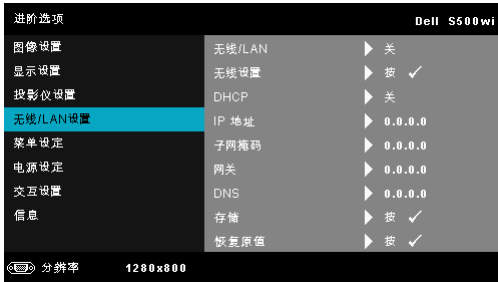 进阶选项 Dell S500wi
图像设置 无线/LAN 关
显示设置 无线设置 按 ✓
投影仪设置 DHCP 关
无线/LAN设置 IP 地址 0.0.0.0
菜单设定 子网掩码 0.0.0.0
电源设定 网关 0.0.0.0
交互设置 DNS 0.0.0.0
信息 存储 按 ✓
恢复原值 按 ✓
分辨率 1280x800